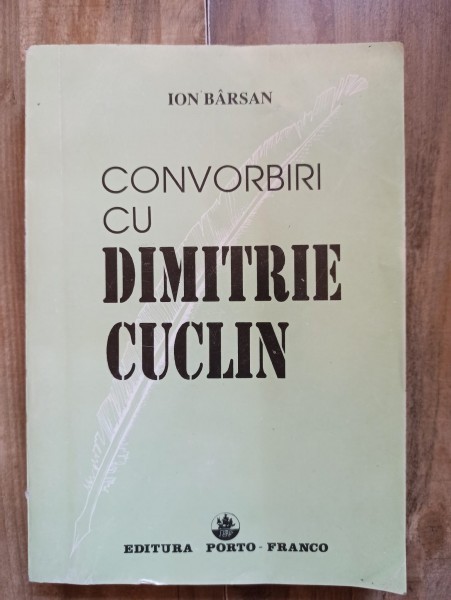 ION BÂRSAN
CONVORBIRI
CU
DIMITRIE
CUCLIN
EDITURA PORTO - FRANCO